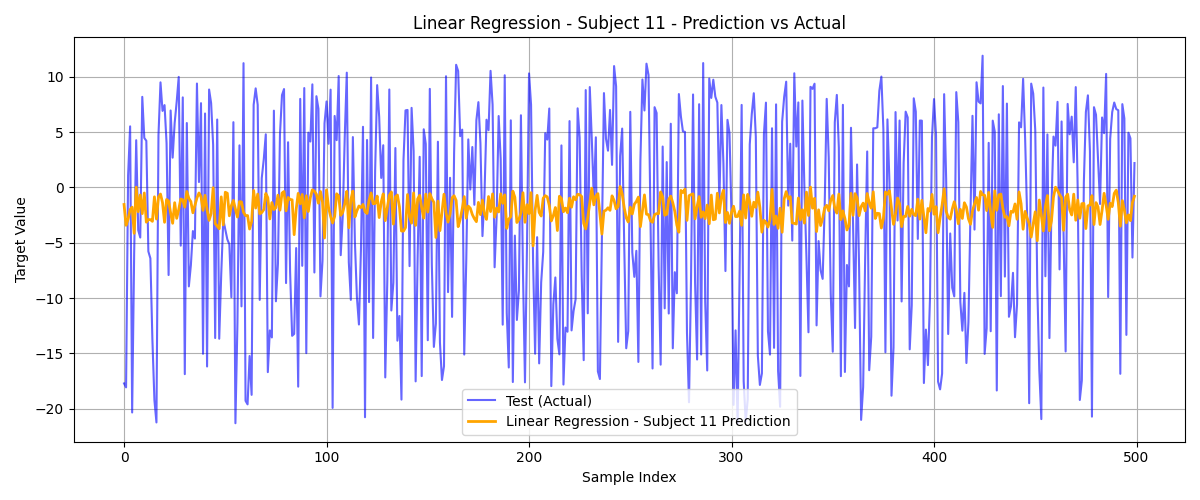 Linear Regression - Subject 11 - Prediction vs Actual
Target Value
10
5
0
−5
−10
−15
−20
Test (Actual)
Linear Regression - Subject 11 Prediction
0
100
200
300
400
500
Sample Index